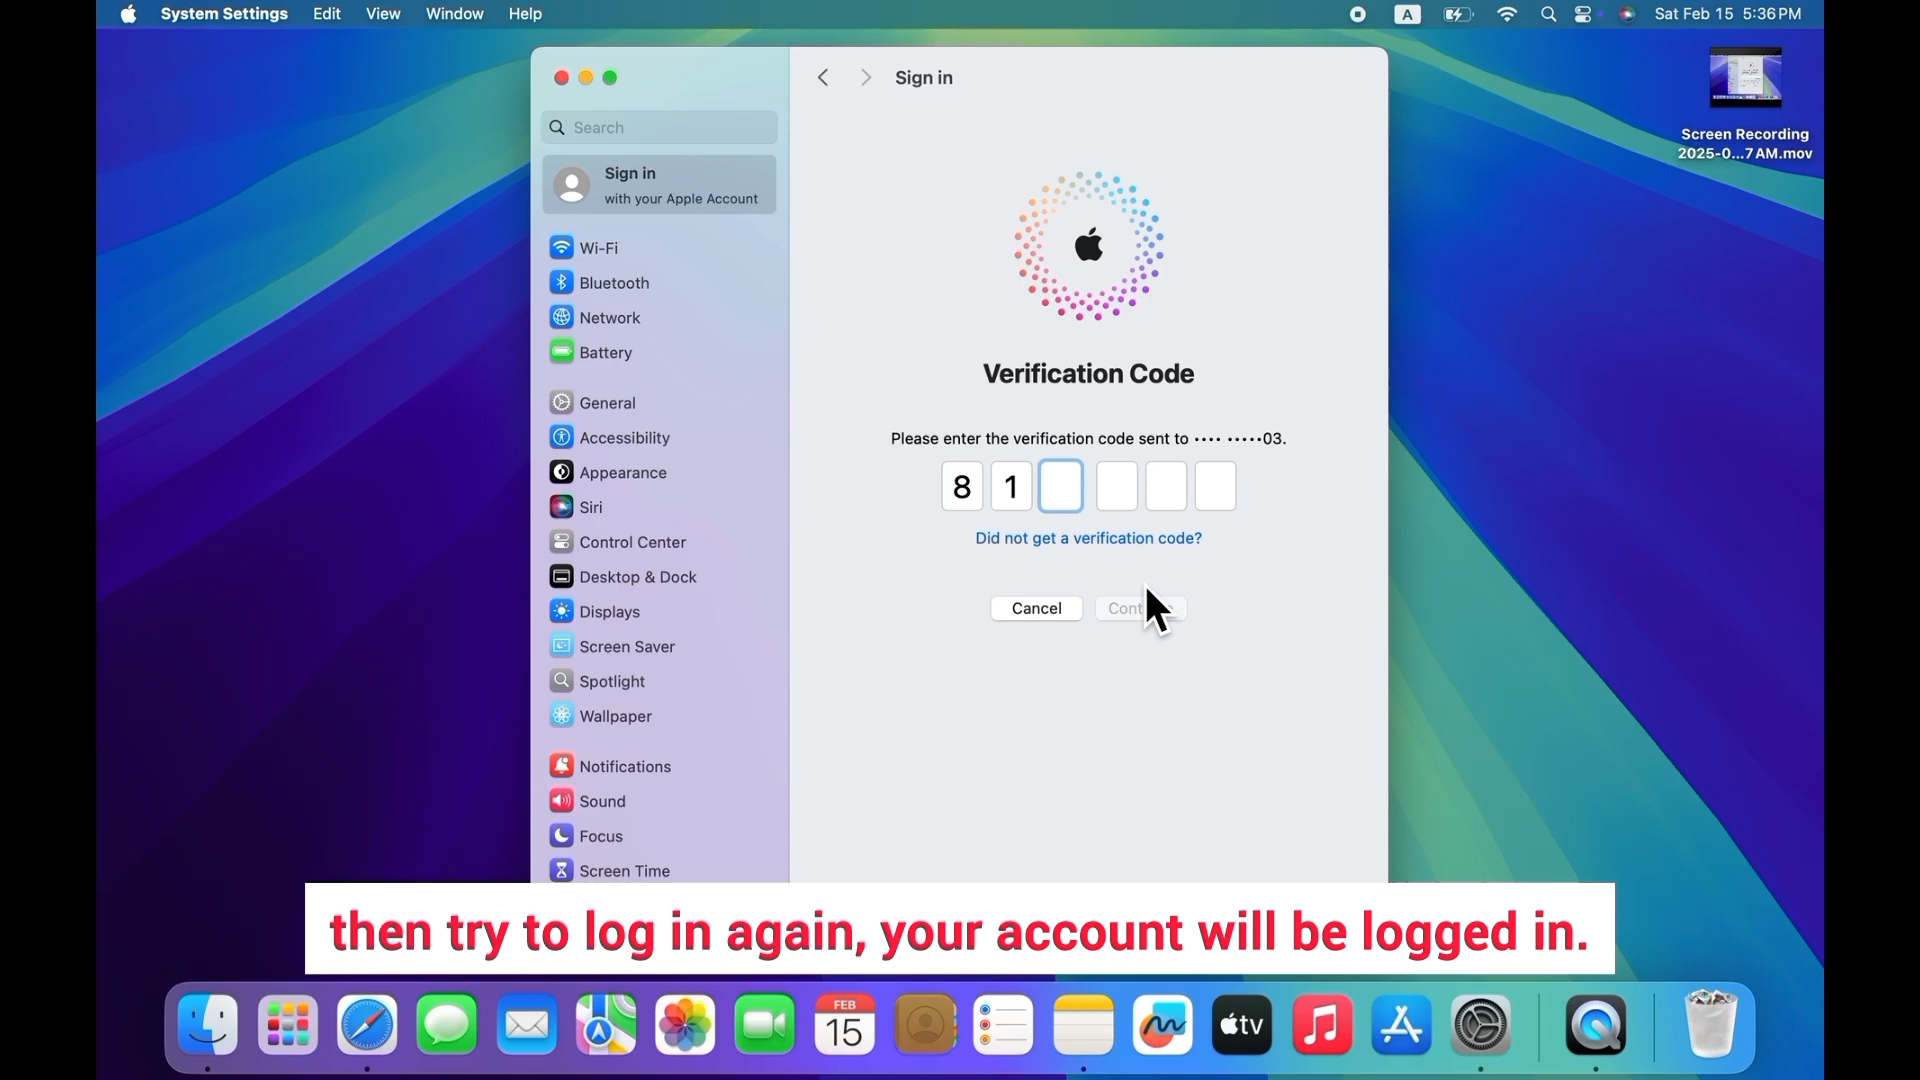 System Settings Edit View Window Help A Sat Feb 15 5:36 PM
Sign in
Search
Sign in
with your Apple Account
Screen Recording
2025-0...7 AM.mov
Wi-Fi
Bluetooth
Network
Battery
General
Accessibility
Appearance
Siri
Control Center
Desktop & Dock
Displays
Screen Saver
Spotlight
Wallpaper
Notifications
Sound
Focus
Screen Time
Verification Code
Please enter the verification code sent to •••• •••••03.
8 1
Did not get a verification code?
Cancel
then try to log in again, your account will be logged in.
FEB
15
tv